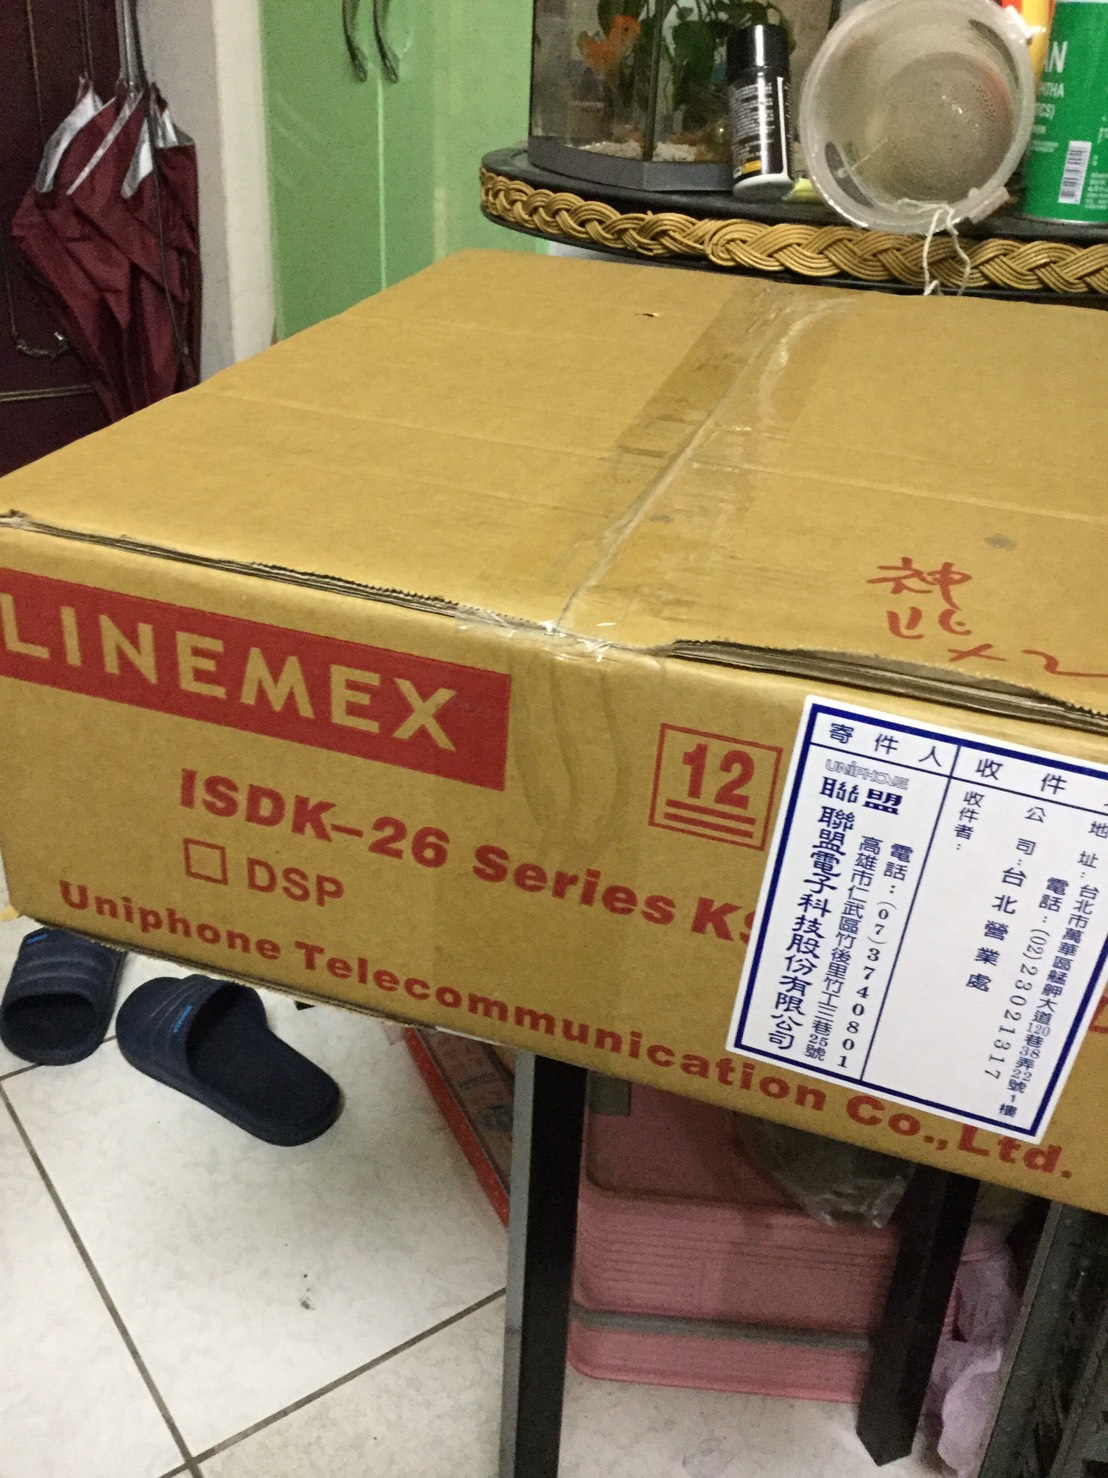 LINEMEX
12
ISDK-26 Series KS
DSP
Uniphone Telecommunication Co., Ltd.
寄件人
UNIPHONE
聯盟
電話:(07)3740801
高雄市仁武區竹後里竹工三巷25號
聯盟電子科技股份有限公司
收件
地址:台北市萬華區艋舺大道120巷38弄22號1樓
電話:(02)23021317
公司:台北營業處
收件者:
AN